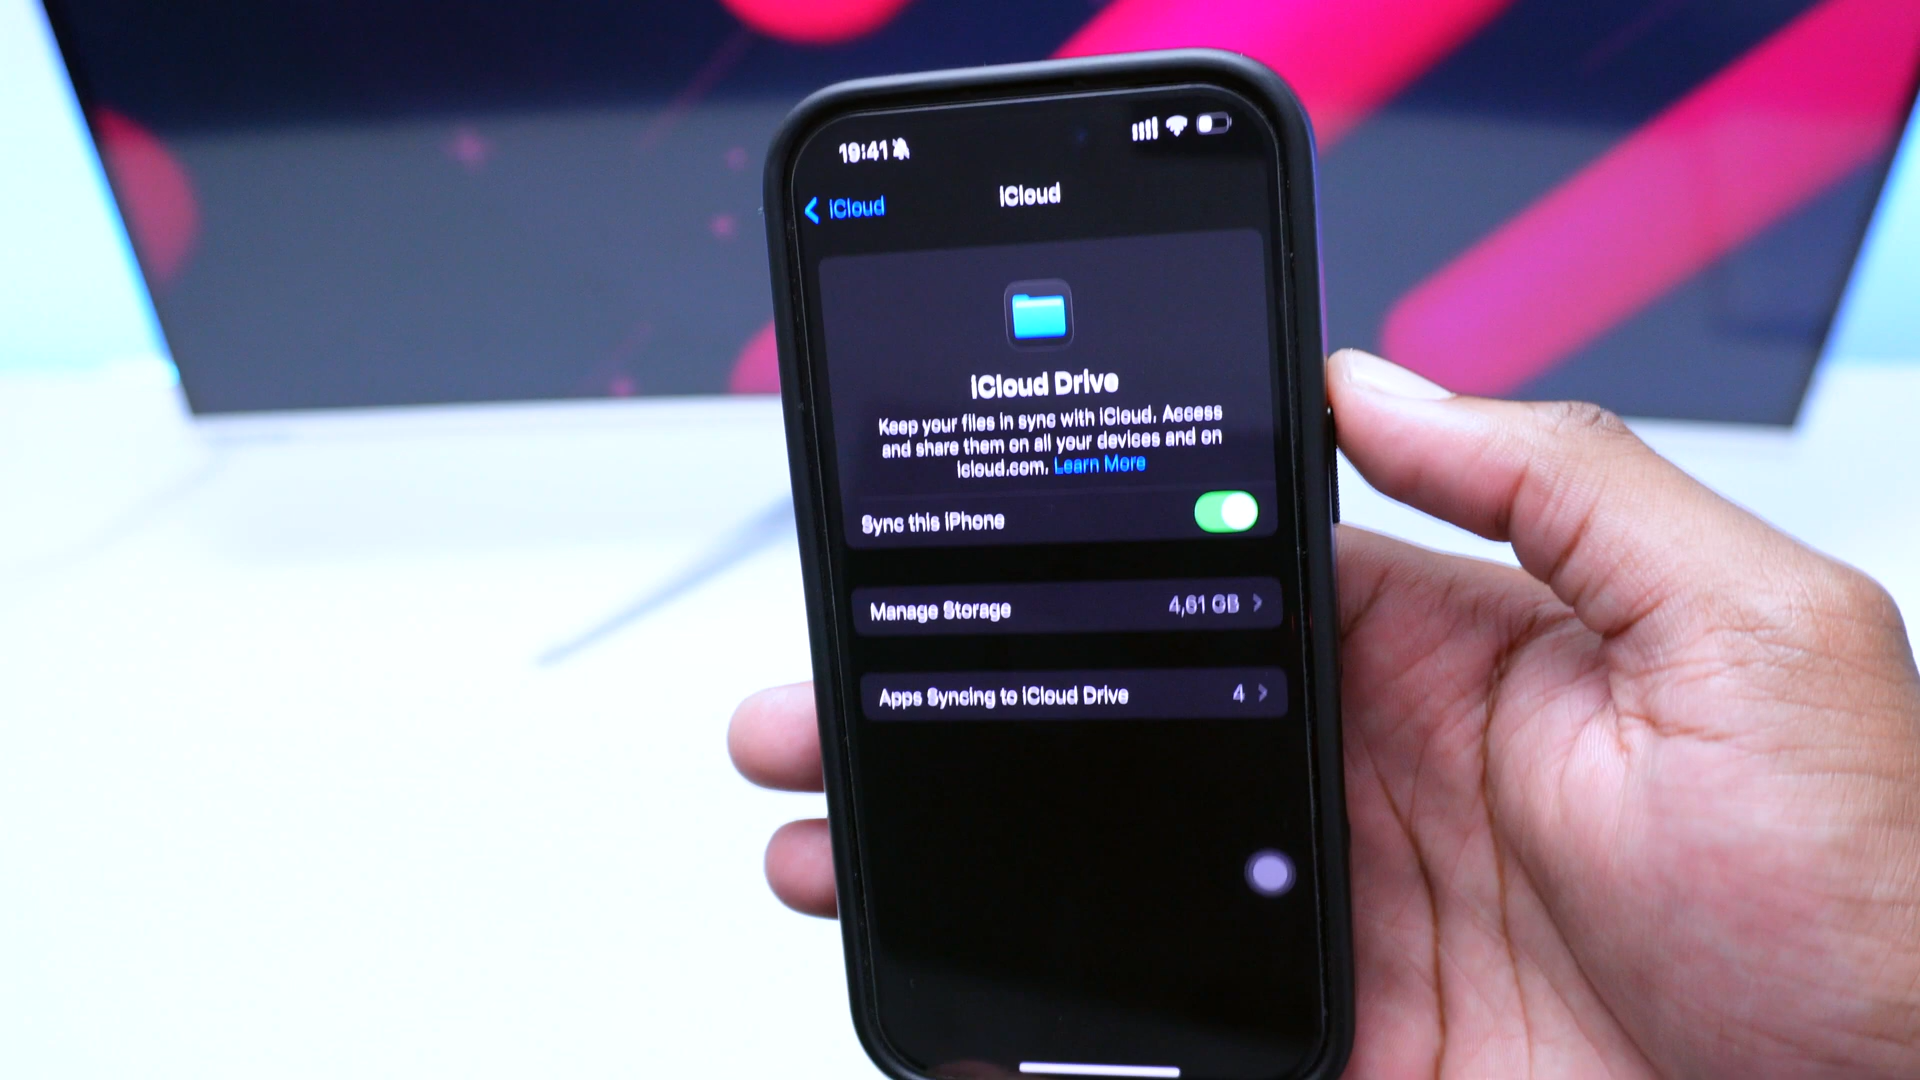 19:41
iCloud
iCloud
iCloud Drive
Keep your files in sync with iCloud. Access
and share them on all your devices and on
icloud.com. Learn More
Sync this iPhone
Manage Storage 4,61 GB
Apps Syncing to iCloud Drive 4